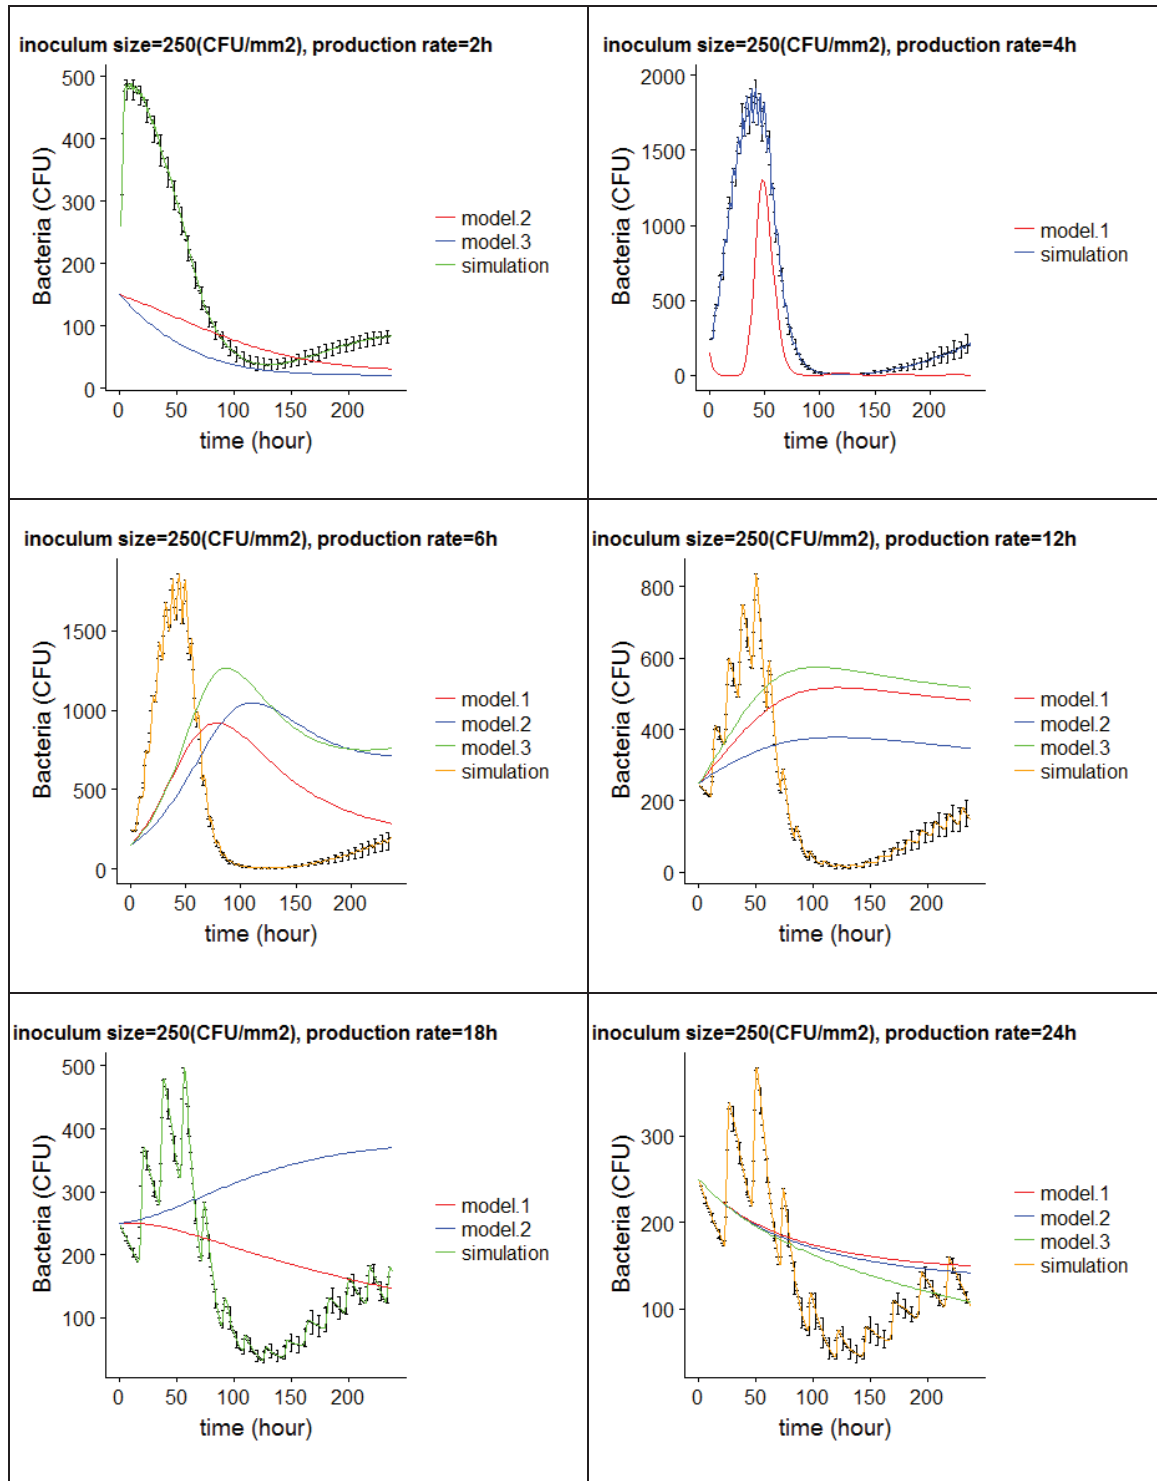 inoculum size=250(CFU/mm2), production rate=2h
500
400
300
200
100
0
Bacteria (CFU)
0 50 100 150 200
time (hour)
model.2
model.3
simulation
inoculum size=250(CFU/mm2), production rate=4h
2000
1500
1000
500
0
Bacteria (CFU)
0 50 100 150 200
time (hour)
model.1
simulation
inoculum size=250(CFU/mm2), production rate=6h
1500
1000
500
0
Bacteria (CFU)
0 50 100 150 200
time (hour)
model.1
model.2
model.3
simulation
inoculum size=250(CFU/mm2), production rate=12h
800
600
400
200
0
Bacteria (CFU)
0 50 100 150 200
time (hour)
model.1
model.2
model.3
simulation
inoculum size=250(CFU/mm2), production rate=18h
500
400
300
200
100
Bacteria (CFU)
0 50 100 150 200
time (hour)
model.1
model.2
simulation
inoculum size=250(CFU/mm2), production rate=24h
300
200
100
Bacteria (CFU)
0 50 100 150 200
time (hour)
model.1
model.2
model.3
simulation